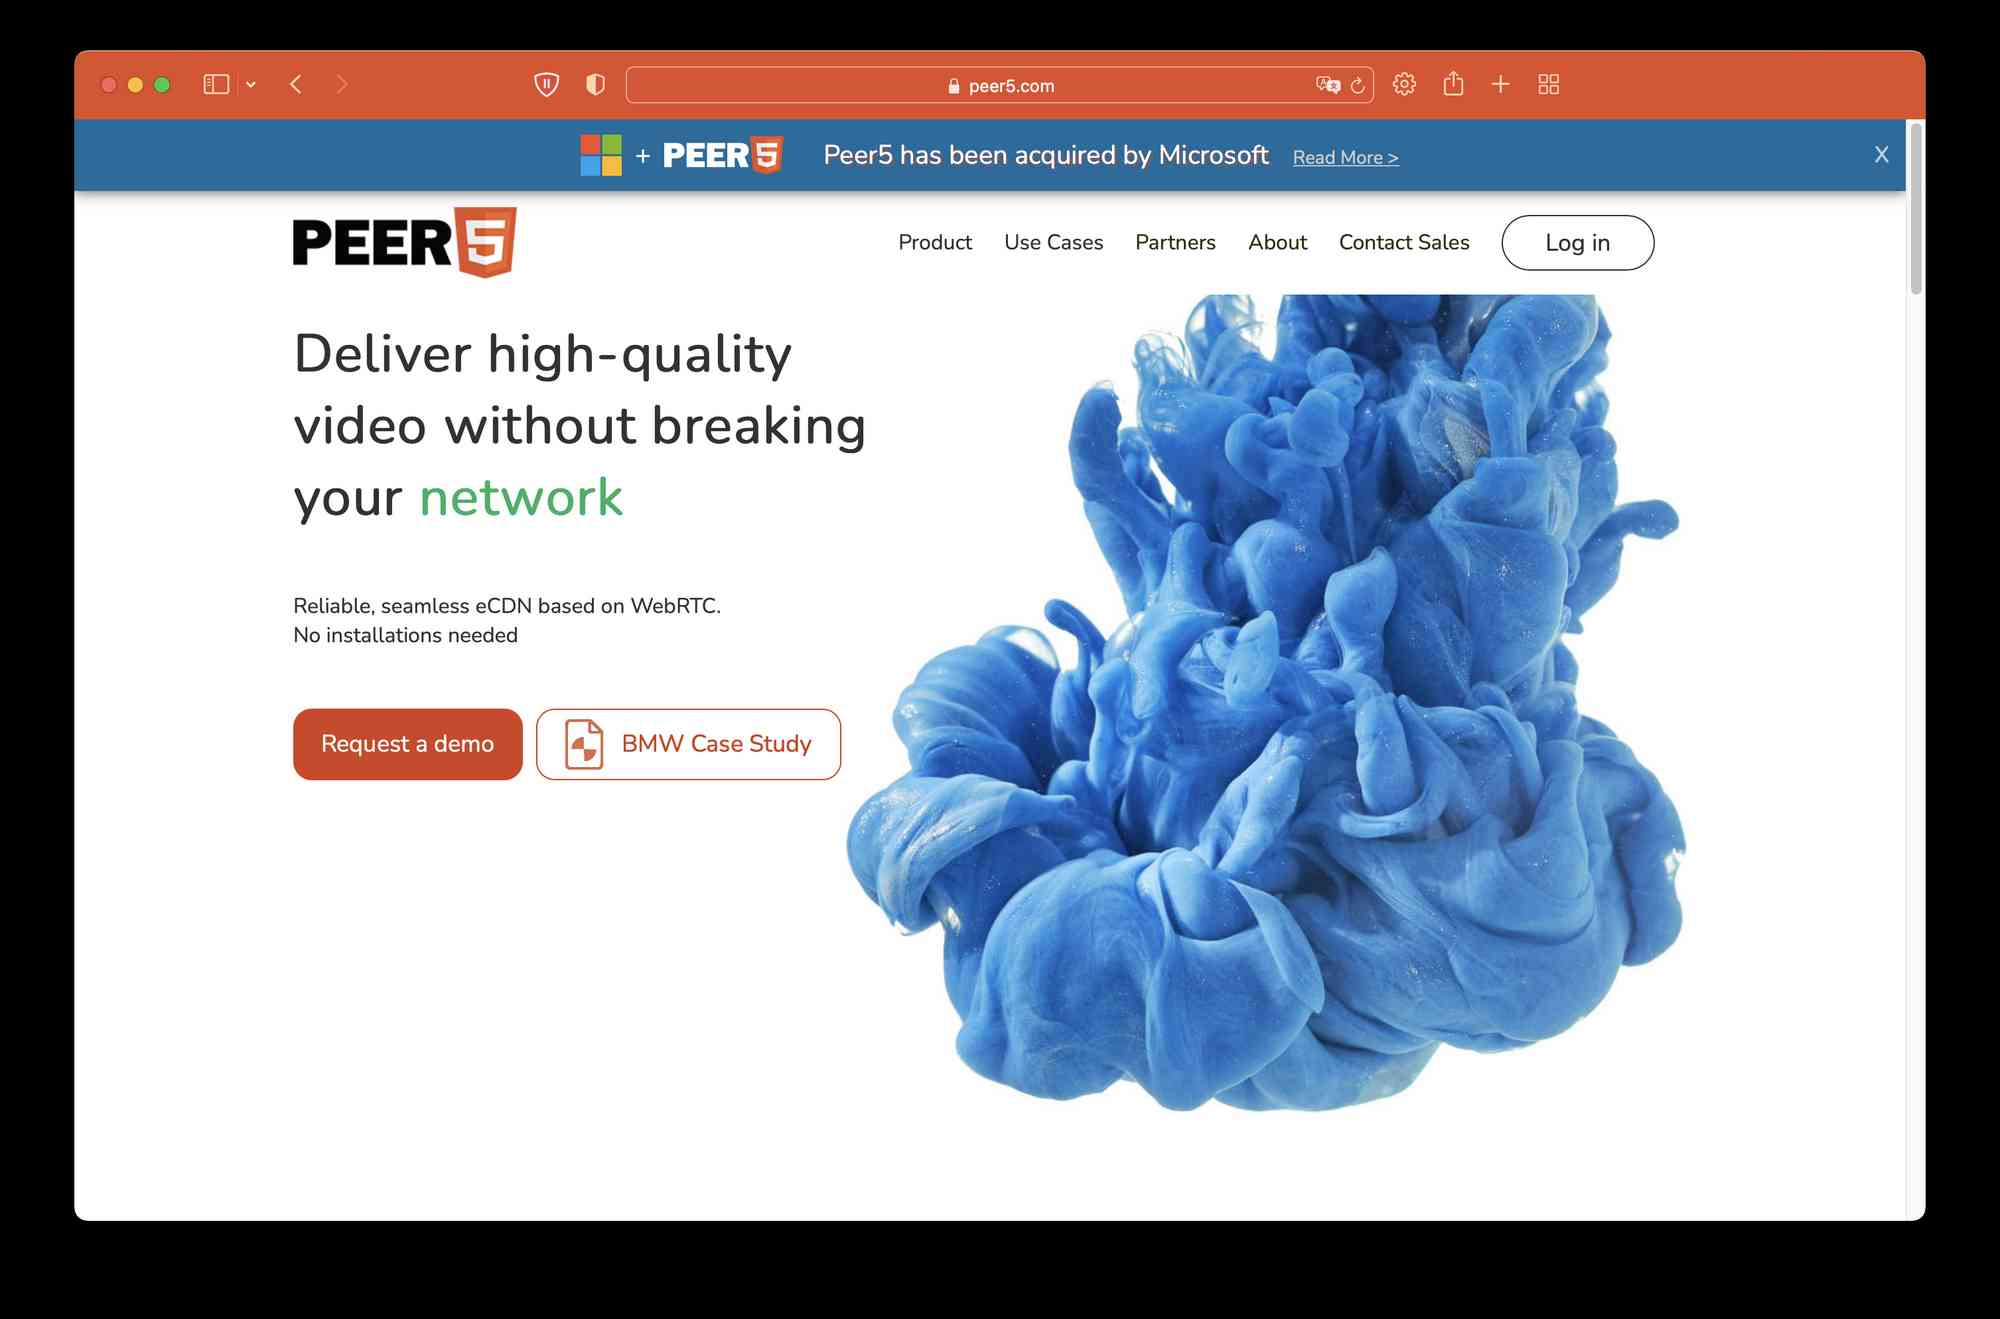 peer5.com
+ PEER5 Peer5 has been acquired by Microsoft Read More > X
PEER5
Product Use Cases Partners About Contact Sales Log in
Deliver high-quality
video without breaking
your network
Reliable, seamless eCDN based on WebRTC.
No installations needed
Request a demo BMW Case Study